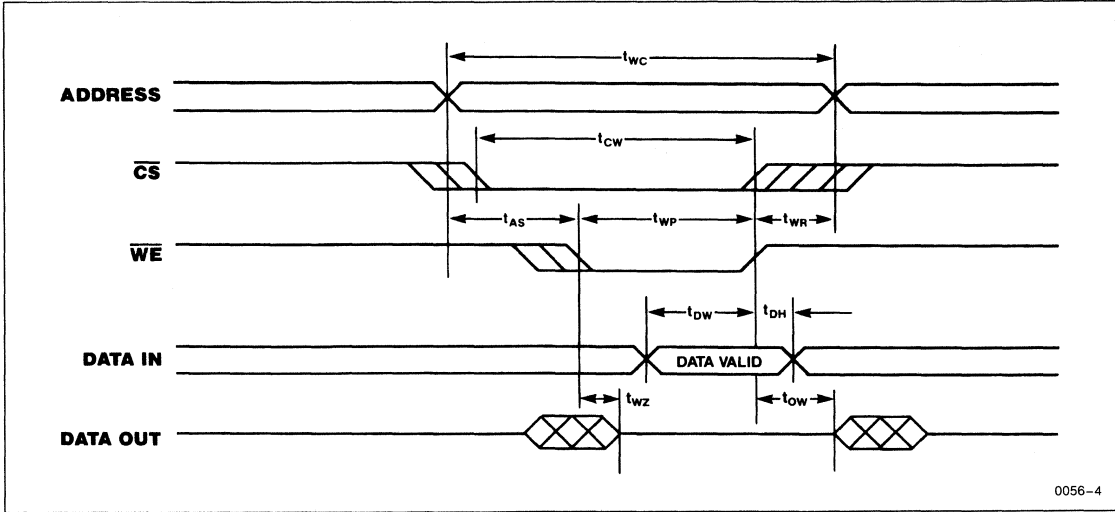 tWC
ADDRESS
tCW
CS
tAS tWP tWR
WE
tDW tDH
DATA IN DATA VALID
tWZ tOW
DATA OUT
0056-4